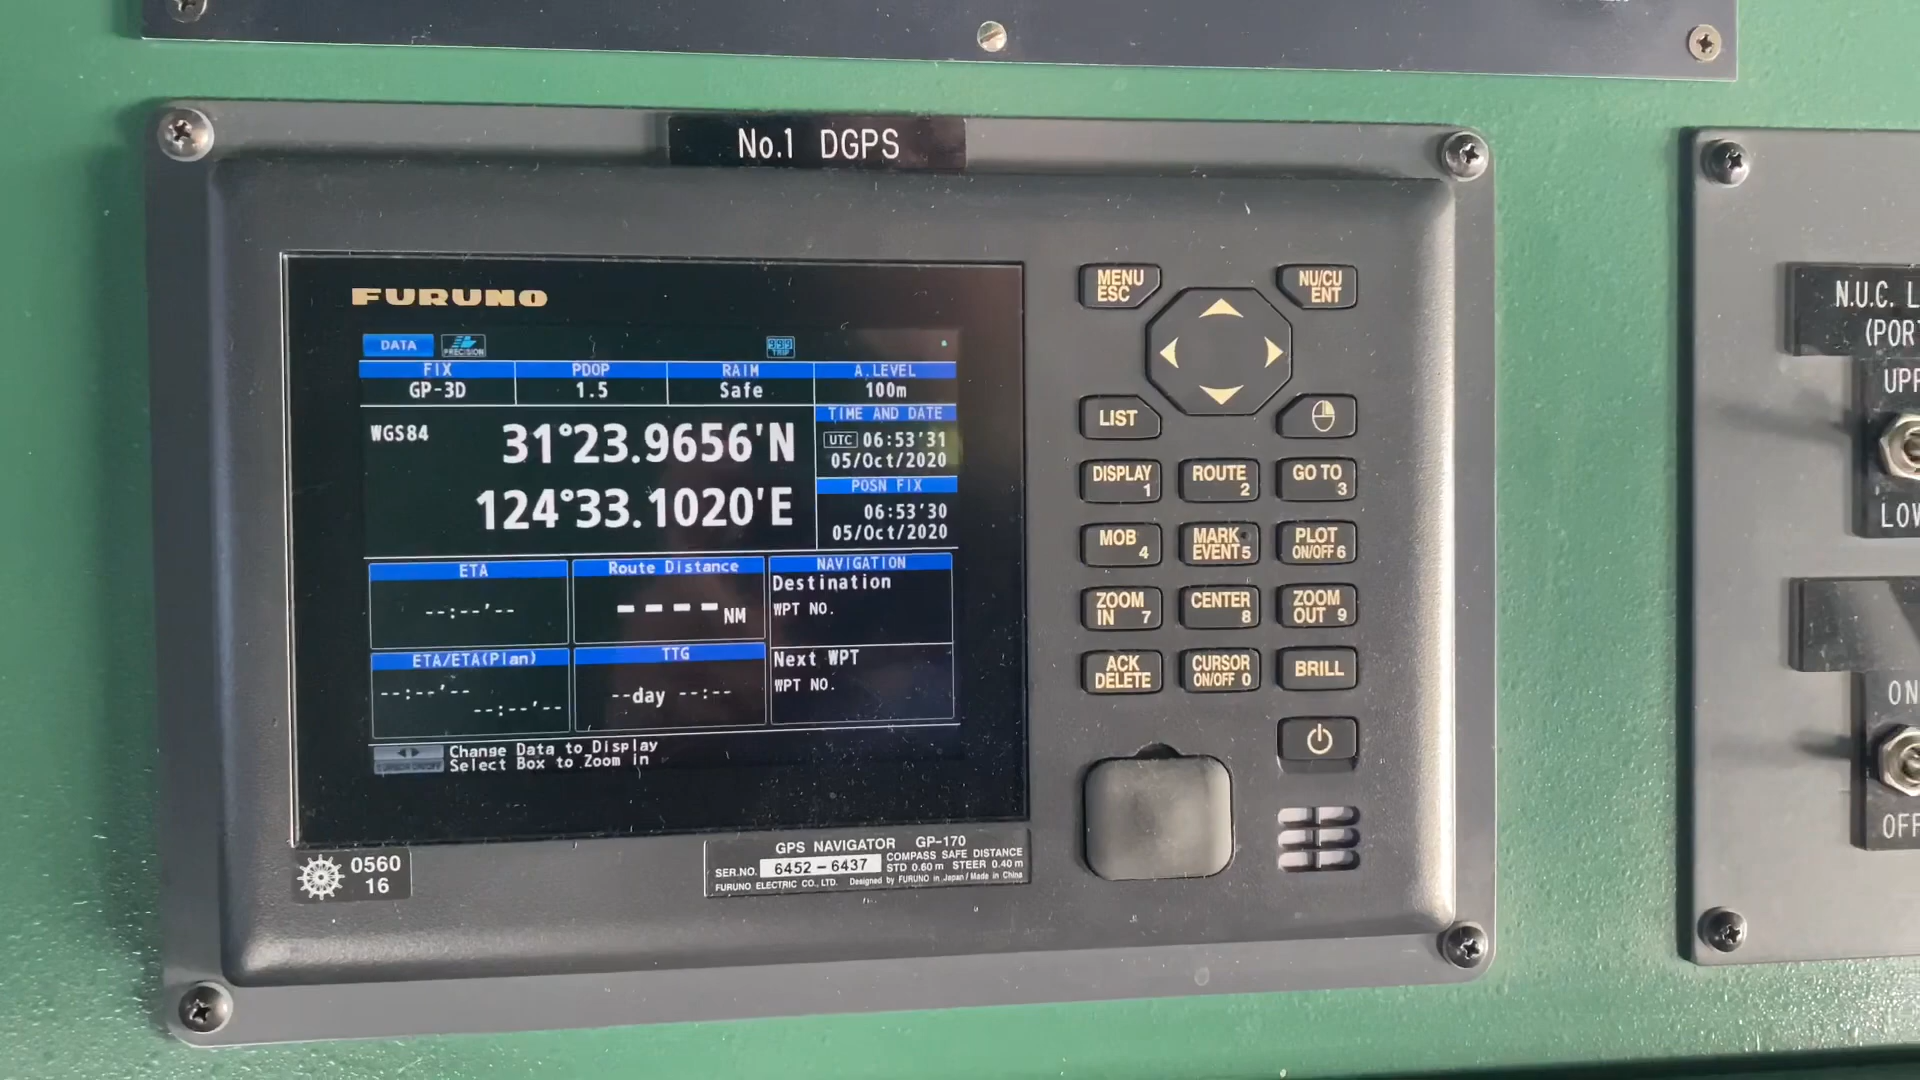 No.1 DGPS
FURUNO
DATA
PRECISION
TRIP
FIX PDOP RAIM A.LEVEL
GP-3D 1.5 Safe 100m
WGS84
31°23.9656'N
124°33.1020'E
TIME AND DATE
UTC 06:53'31
05/Oct/2020
POSN FIX
06:53'30
05/Oct/2020
ETA
--:--'--
Route Distance
---- NM
NAVIGATION
Destination
WPT NO.
ETA/ETA(Plan)
--:--'--
--:--'--
TTG
--day --:--
Next WPT
WPT NO.
Change Data to Display
CURSOR ON/OFF Select Box to Zoom in
0560
16
GPS NAVIGATOR GP-170
SER.NO. 6452-6437
COMPASS SAFE DISTANCE
STD 0.60 m STEER 0.40 m
FURUNO ELECTRIC CO., LTD. Designed by FURUNO in Japan/Made in China
MENU
ESC
NU/CU
ENT
LIST
DISPLAY 1
ROUTE 2
GO TO 3
MOB 4
MARK
EVENT 5
PLOT
ON/OFF 6
ZOOM
IN 7
CENTER 8
ZOOM
OUT 9
ACK
DELETE
CURSOR
ON/OFF 0
BRILL
N.U.C. L
(PORT
UPP
LOW
ON
OFF